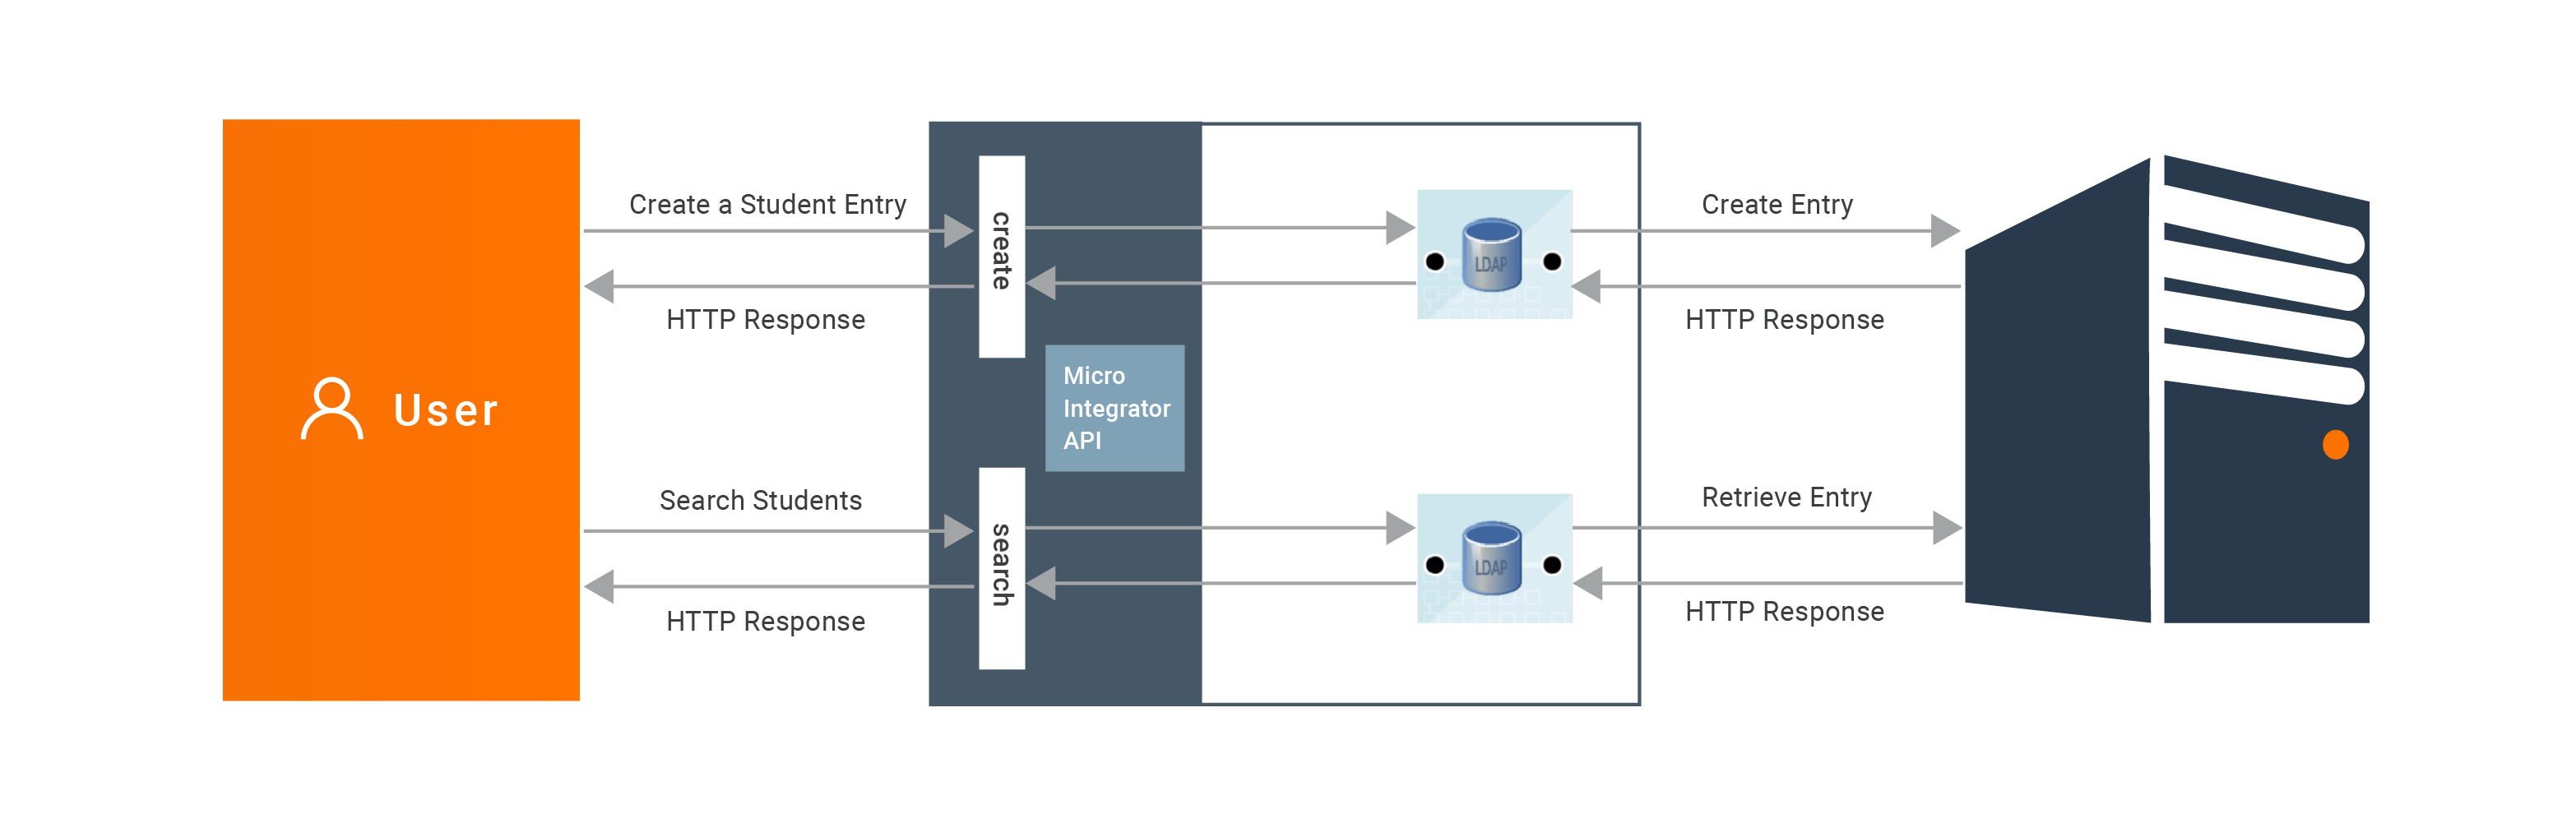 Create a Student Entry
create
LDAP
Create Entry
HTTP Response
HTTP Response
User
Micro
Integrator
API
Search Students
search
LDAP
Retrieve Entry
HTTP Response
HTTP Response